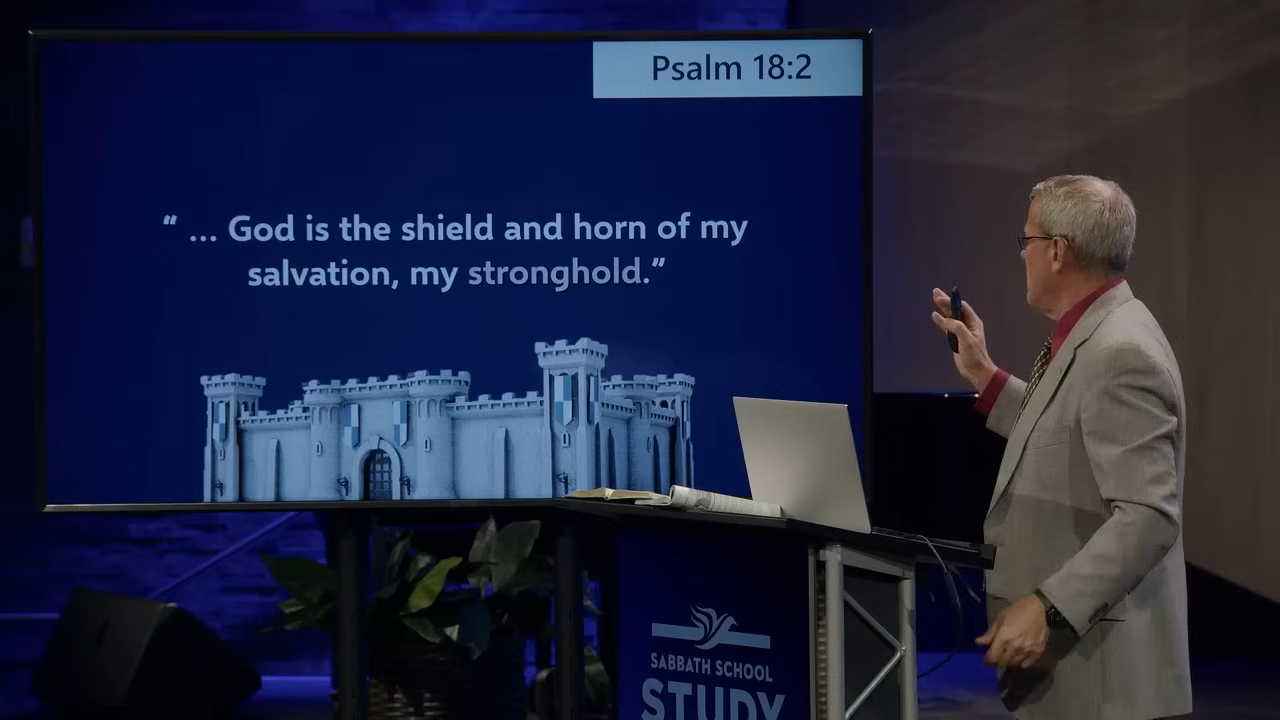 Psalm 18:2
“ ... God is the shield and horn of my
salvation, my stronghold.”
SABBATH SCHOOL
STUDY